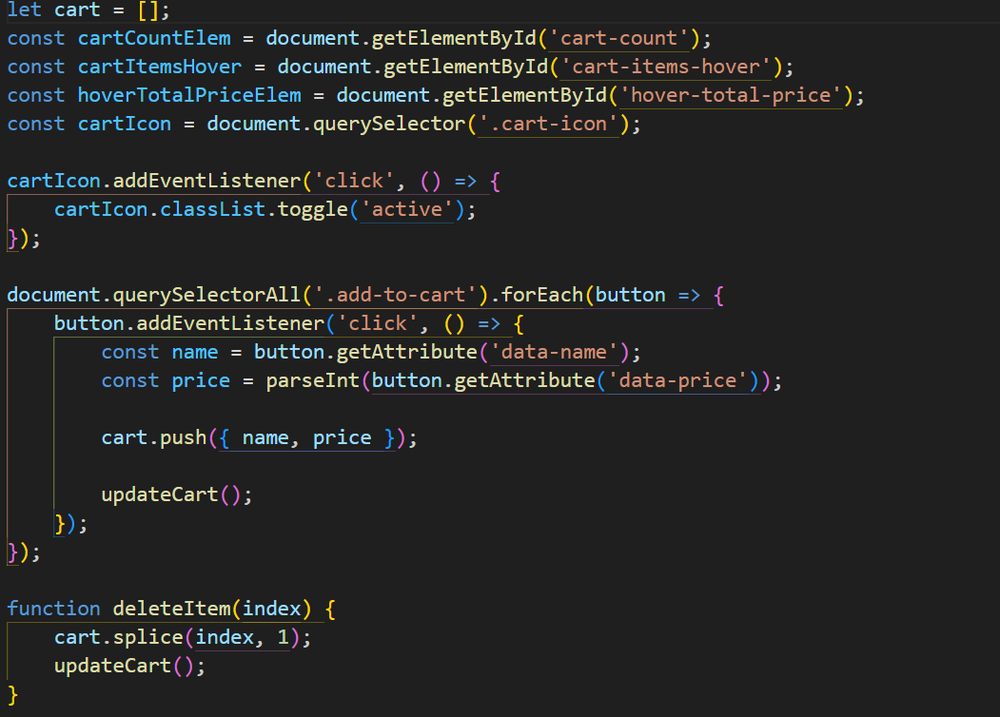 let cart = [];
const cartCountElem = document.getElementById('cart-count');
const cartItemsHover = document.getElementById('cart-items-hover');
const hoverTotalPriceElem = document.getElementById('hover-total-price');
const cartIcon = document.querySelector('.cart-icon');

cartIcon.addEventListener('click', () => {
    cartIcon.classList.toggle('active');
});

document.querySelectorAll('.add-to-cart').forEach(button => {
    button.addEventListener('click', () => {
        const name = button.getAttribute('data-name');
        const price = parseInt(button.getAttribute('data-price'));

        cart.push({ name, price });

        updateCart();
    });
});

function deleteItem(index) {
    cart.splice(index, 1);
    updateCart();
}